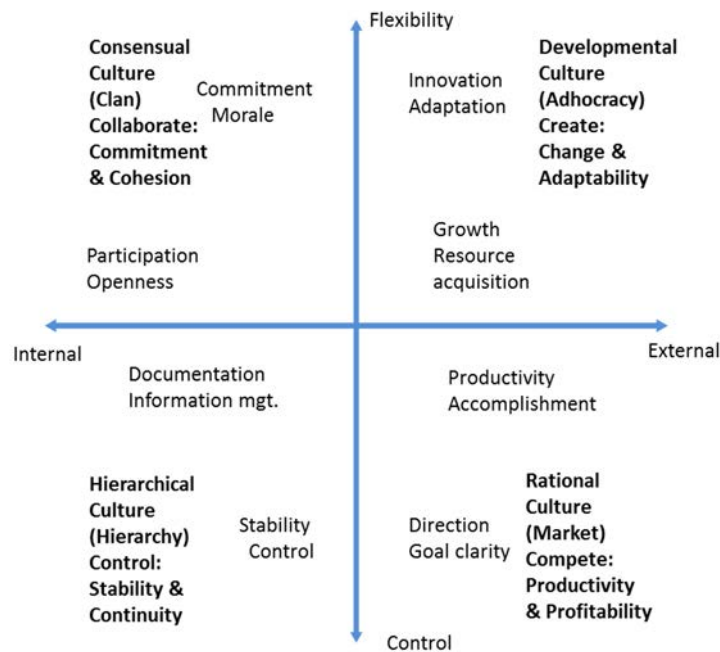 Flexibility
Consensual
Culture
(Clan)
Collaborate:
Commitment
& Cohesion
Commitment
Morale
Innovation
Adaptation
Developmental
Culture
(Adhocracy)
Create:
Change &
Adaptability
Participation
Openness
Growth
Resource
acquisition
Internal
External
Documentation
Information mgt.
Productivity
Accomplishment
Hierarchical
Culture
(Hierarchy)
Control:
Stability &
Continuity
Stability
Control
Direction
Goal clarity
Rational
Culture
(Market)
Compete:
Productivity
& Profitability
Control